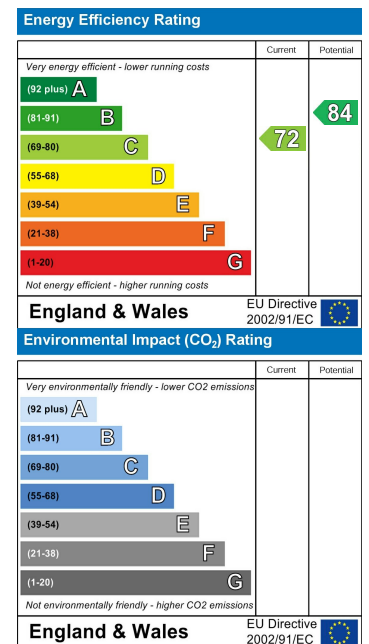 Energy Efficiency Rating
Current Potential
Very energy efficient - lower running costs
(92 plus) A
(81-91) B
84
(69-80) C
72
(55-68) D
(39-54) E
(21-38) F
(1-20) G
Not energy efficient - higher running costs
England & Wales
EU Directive
2002/91/EC
Environmental Impact (CO₂) Rating
Current Potential
Very environmentally friendly - lower CO2 emissions
(92 plus) A
(81-91) B
(69-80) C
(55-68) D
(39-54) E
(21-38) F
(1-20) G
Not environmentally friendly - higher CO2 emissions
England & Wales
EU Directive
2002/91/EC